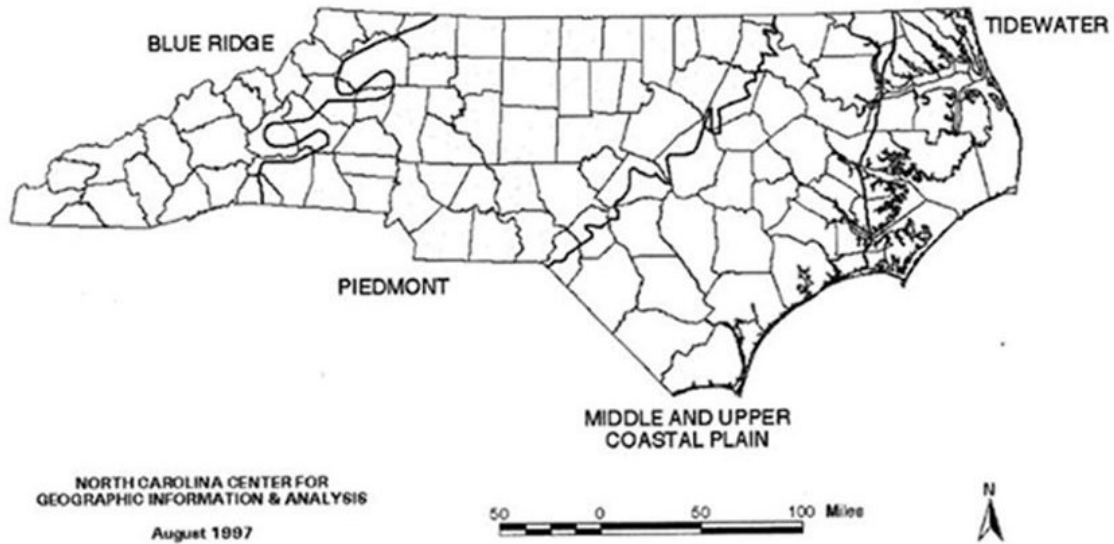 BLUE RIDGE
TIDEWATER
PIEDMONT
MIDDLE AND UPPER
COASTAL PLAIN
NORTH CAROLINA CENTER FOR
GEOGRAPHIC INFORMATION & ANALYSIS
August 1997
50 0 50 100 Miles
N